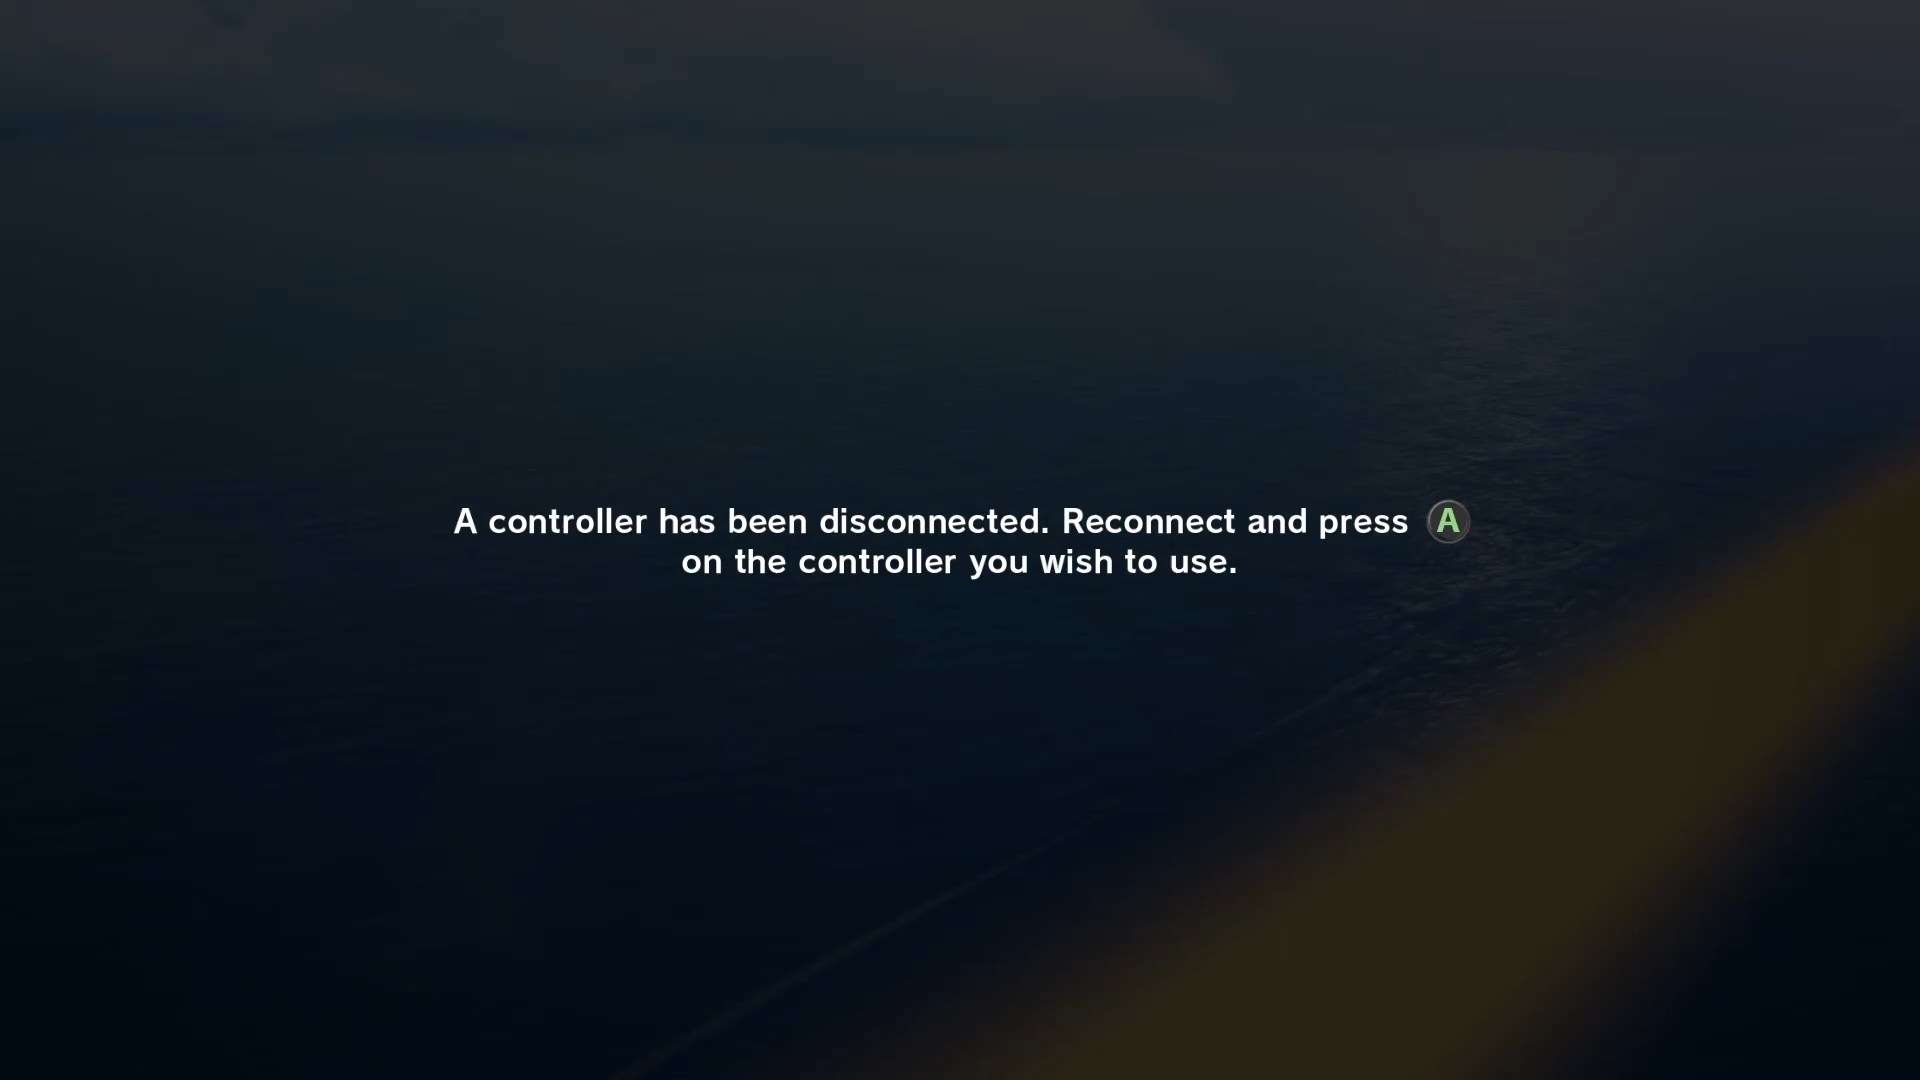 A controller has been disconnected. Reconnect and press A
on the controller you wish to use.